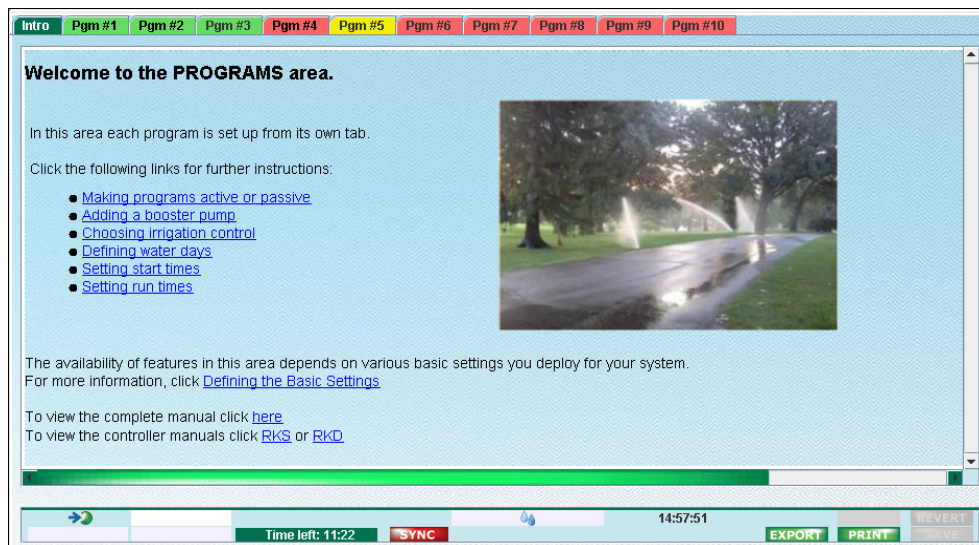 Intro Pgm #1 Pgm #2 Pgm #3 Pgm #4 Pgm #5 Pgm #6 Pgm #7 Pgm #8 Pgm #9 Pgm #10
Welcome to the PROGRAMS area.
In this area each program is set up from its own tab.
Click the following links for further instructions:
Making programs active or passive
Adding a booster pump
Choosing irrigation control
Defining water days
Setting start times
Setting run times
The availability of features in this area depends on various basic settings you deploy for your system.
For more information, click Defining the Basic Settings
To view the complete manual click here
To view the controller manuals click RKS or RKD
14:57:51 REVERT
Time left: 11:22 SYNC EXPORT PRINT SAVE